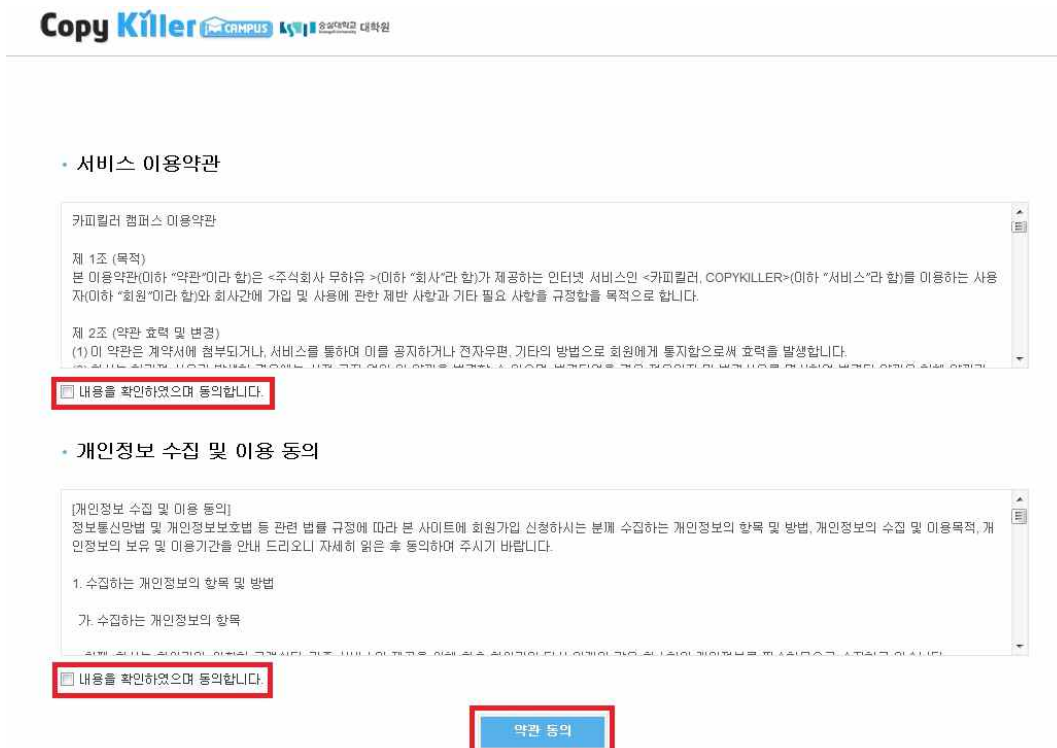 Copy Killer CAMPUS 숭실대학교 대학원
서비스 이용약관
카피킬러 캠퍼스 이용약관
제 1조 (목적)
본 이용약관(이하 "약관"이라 함)은 <주식회사 무하유 >(이하 "회사"라 함)가 제공하는 인터넷 서비스인 <카피킬러, COPYKILLER>(이하 "서비스"라 함)를 이용하는 사용
자(이하 "회원"이라 함)와 회사간에 가입 및 사용에 관한 제반 사항과 기타 필요 사항을 규정함을 목적으로 합니다.
제 2조 (약관 효력 및 변경)
(1) 이 약관은 계약서에 첨부되거나, 서비스를 통하여 이를 공지하거나 전자우편, 기타의 방법으로 회원에게 통지함으로써 효력을 발생합니다.
내용을 확인하였으며 동의합니다.
개인정보 수집 및 이용 동의
[개인정보 수집 및 이용 동의]
정보통신망법 및 개인정보보호법 등 관련 법률 규정에 따라 본 사이트에 회원가입 신청하시는 분께 수집하는 개인정보의 항목 및 방법, 개인정보의 수집 및 이용목적, 개
인정보의 보유 및 이용기간을 안내 드리오니 자세히 읽은 후 동의하여 주시기 바랍니다.
1. 수집하는 개인정보의 항목 및 방법
가. 수집하는 개인정보의 항목
내용을 확인하였으며 동의합니다.
약관 동의